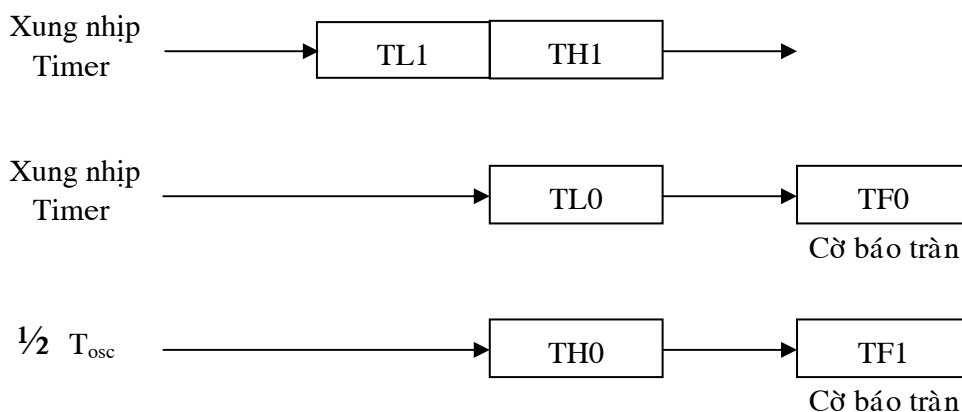 Xung nhịp
Timer
TL1
TH1
Xung nhịp
Timer
TL0
TF0
Cờ báo tràn
½ Tosc
TH0
TF1
Cờ báo tràn